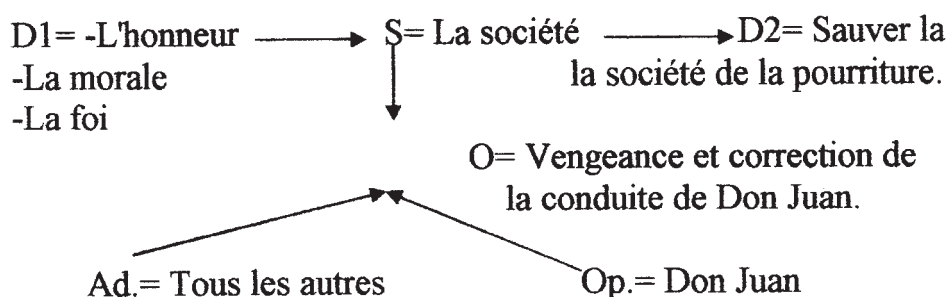 D1= -L'honneur
-La morale
-La foi
S= La société
D2= Sauver la
la société de la pourriture.
O= Vengeance et correction de
la conduite de Don Juan.
Ad.= Tous les autres
Op.= Don Juan